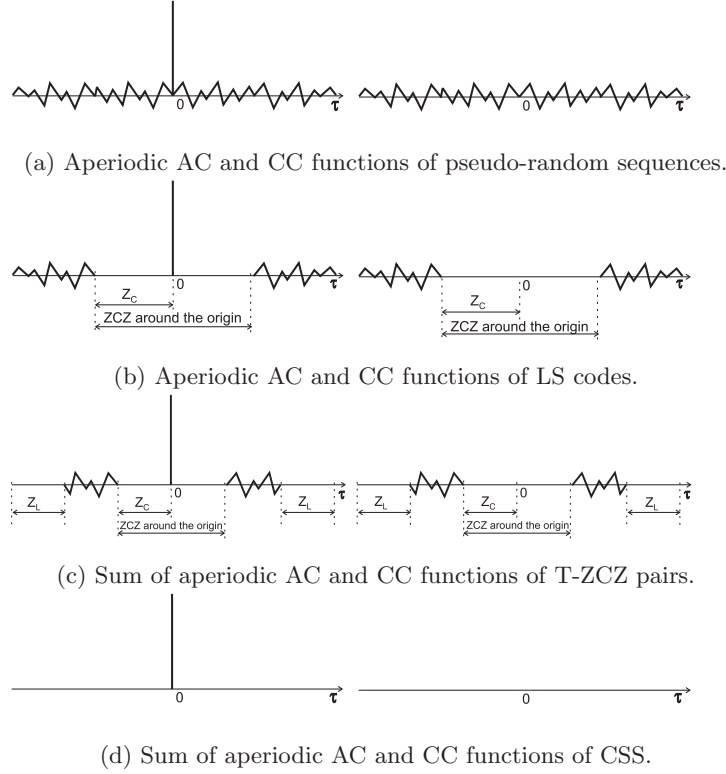 0 τ 0 τ
(a) Aperiodic AC and CC functions of pseudo-random sequences.
0 τ 0 τ
Z_C Z_C
ZCZ around the origin ZCZ around the origin
(b) Aperiodic AC and CC functions of LS codes.
0 τ 0 τ
Z_L Z_C Z_L Z_L Z_C Z_L
ZCZ around the origin ZCZ around the origin
(c) Sum of aperiodic AC and CC functions of T-ZCZ pairs.
0 τ 0 τ
(d) Sum of aperiodic AC and CC functions of CSS.